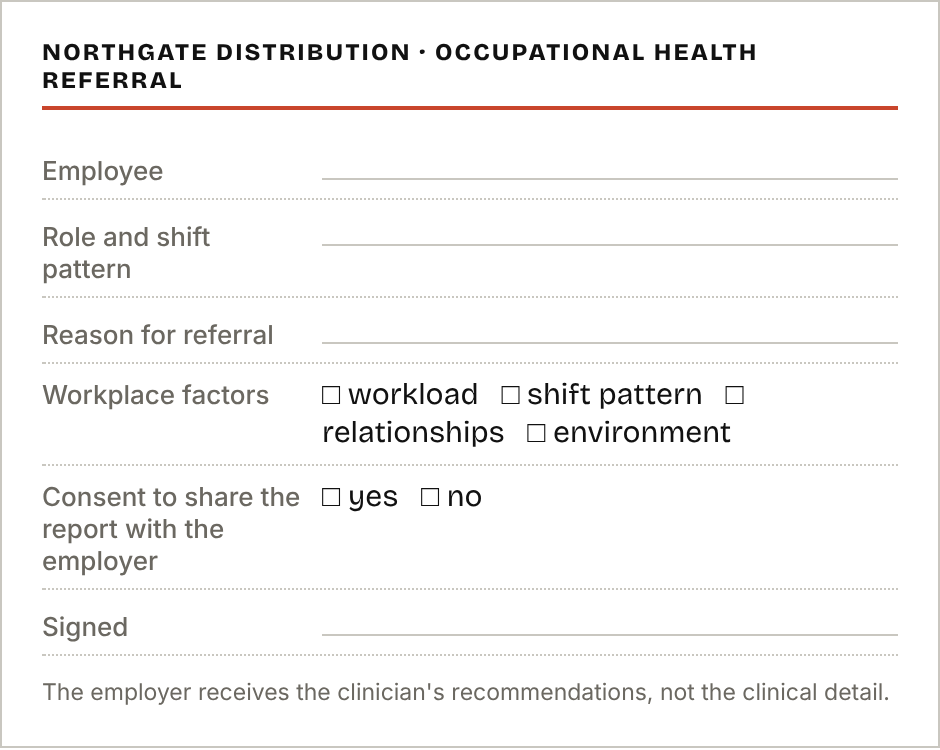 NORTHGATE DISTRIBUTION · OCCUPATIONAL HEALTH
REFERRAL
Employee
Role and shift
pattern
Reason for referral
Workplace factors
☐ workload ☐ shift pattern ☐
relationships ☐ environment
Consent to share the
report with the
employer
☐ yes ☐ no
Signed
The employer receives the clinician's recommendations, not the clinical detail.